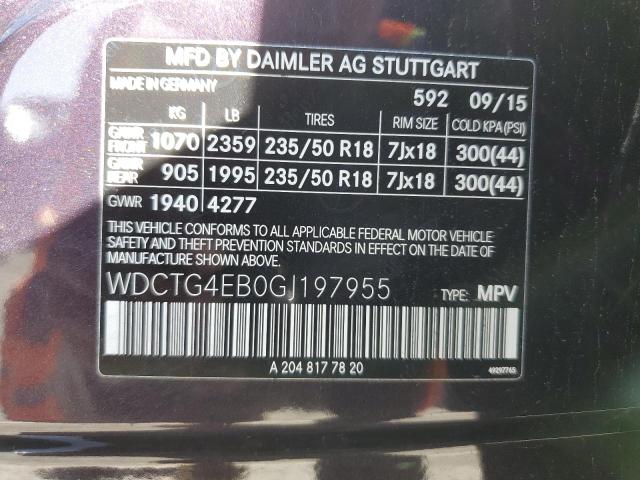 MFD BY DAIMLER AG STUTTGART
MADE IN GERMANY
592 09/15
KG LB TIRES RIM SIZE COLD KPA(PSI)
GAWR FRONT 1070 2359 235/50 R18 7Jx18 300(44)
GAWR REAR 905 1995 235/50 R18 7Jx18 300(44)
GVWR 1940 4277
THIS VEHICLE CONFORMS TO ALL APPLICABLE FEDERAL MOTOR VEHICLE
SAFETY AND THEFT PREVENTION STANDARDS IN EFFECT ON THE DATE
OF MANUFACTURE SHOWN ABOVE.
WDCTG4EB0GJ197955 TYPE: MPV
A 204 817 78 20
49297765